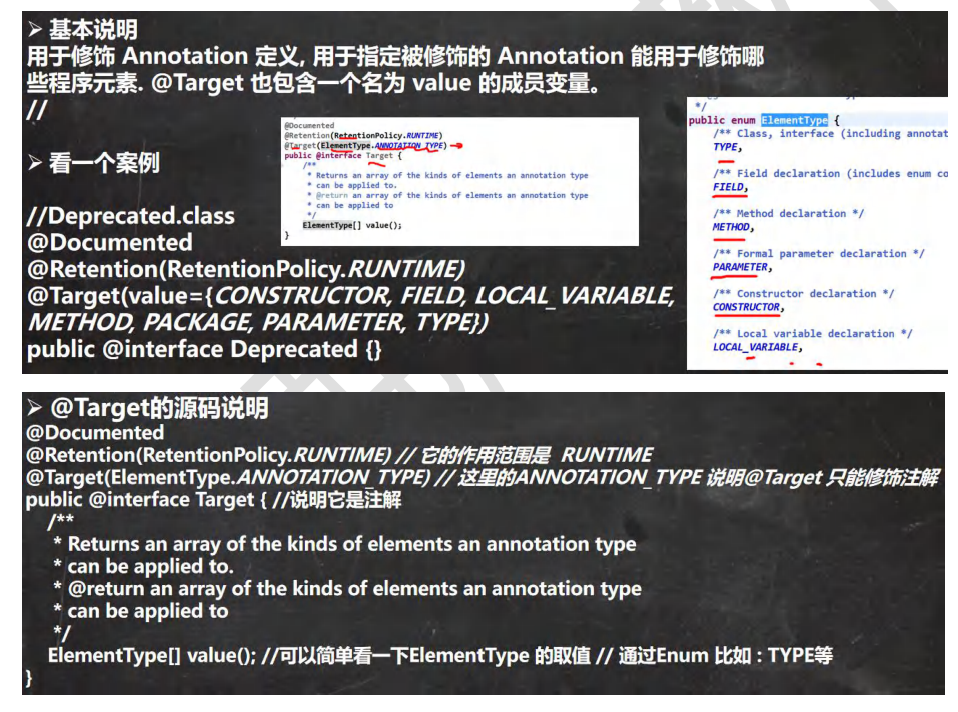 ➢ 基本说明
用于修饰 Annotation 定义, 用于指定被修饰的 Annotation 能用于修饰哪
些程序元素. @Target 也包含一个名为 value 的成员变量。
//
➢ 看一个案例
//Deprecated.class
@Documented
@Retention(RetentionPolicy.RUNTIME)
@Target(value={CONSTRUCTOR, FIELD, LOCAL_VARIABLE,
METHOD, PACKAGE, PARAMETER, TYPE})
public @interface Deprecated {}
@Documented
@Retention(RetentionPolicy.RUNTIME)
@Target(ElementType.ANNOTATION_TYPE)
public @interface Target {
/**
* Returns an array of the kinds of elements an annotation type
* can be applied to.
* @return an array of the kinds of elements an annotation type
* can be applied to
*/
ElementType[] value();
}
*/
public enum ElementType {
/** Class, interface (including annotat
TYPE,
/** Field declaration (includes enum co
FIELD,
/** Method declaration */
METHOD,
/** Formal parameter declaration */
PARAMETER,
/** Constructor declaration */
CONSTRUCTOR,
/** Local variable declaration */
LOCAL_VARIABLE,
➢ @Target的源码说明
@Documented
@Retention(RetentionPolicy.RUNTIME) // 它的作用范围是 RUNTIME
@Target(ElementType.ANNOTATION_TYPE) // 这里的ANNOTATION_TYPE 说明@Target 只能修饰注解
public @interface Target { //说明它是注解
/**
* Returns an array of the kinds of elements an annotation type
* can be applied to.
* @return an array of the kinds of elements an annotation type
* can be applied to
*/
ElementType[] value(); //可以简单看一下ElementType 的取值 // 通过Enum 比如 : TYPE等
}